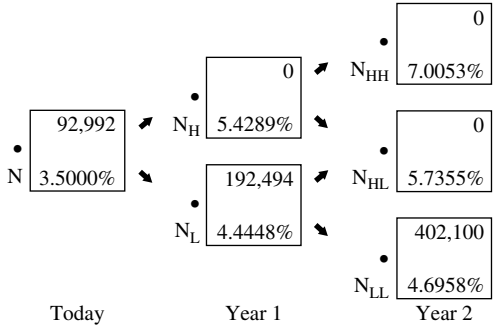 0
N_HH 7.0053%
0
N_H 5.4289%
92,992
N 3.5000%
0
N_HL 5.7355%
192,494
N_L 4.4448%
402,100
N_LL 4.6958%
Today Year 1 Year 2